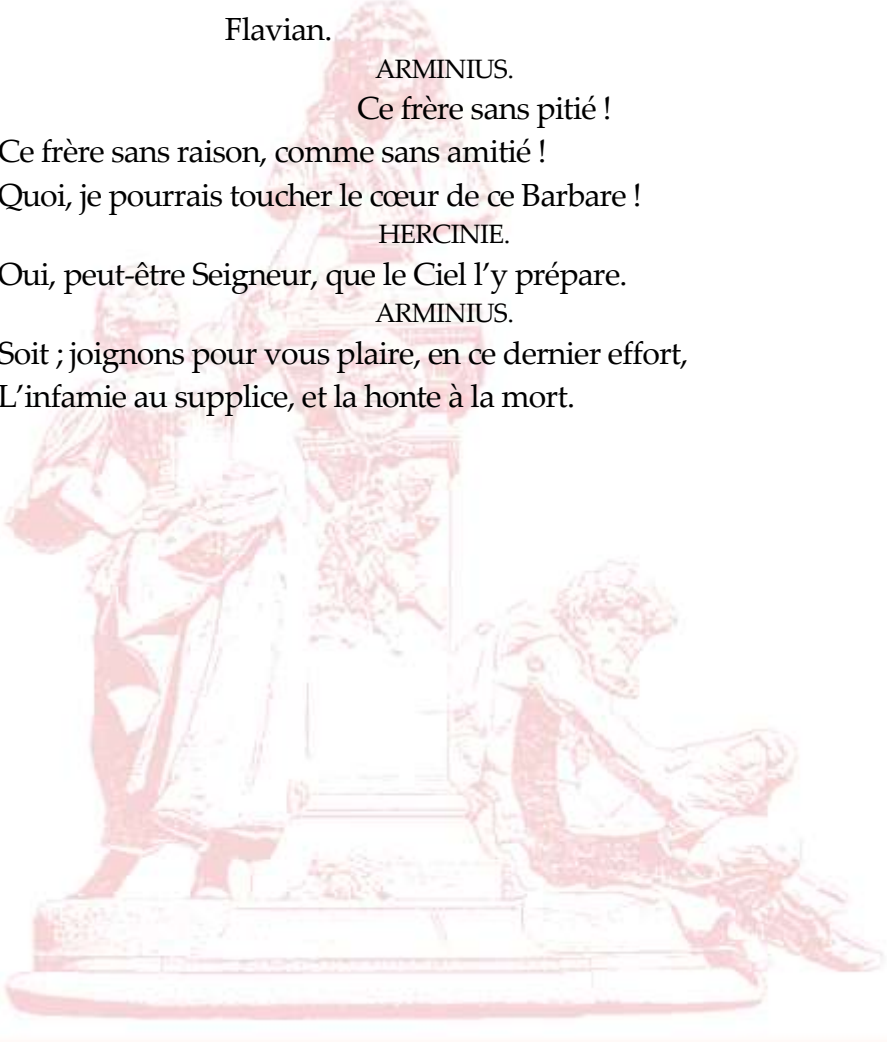 Flavian.
ARMINIUS.
Ce frère sans pitié !
Ce frère sans raison, comme sans amitié !
Quoi, je pourrais toucher le cœur de ce Barbare !
HERCINIE.
Oui, peut-être Seigneur, que le Ciel l’y prépare.
ARMINIUS.
Soit ; joignons pour vous plaire, en ce dernier effort,
L’infamie au supplice, et la honte à la mort.